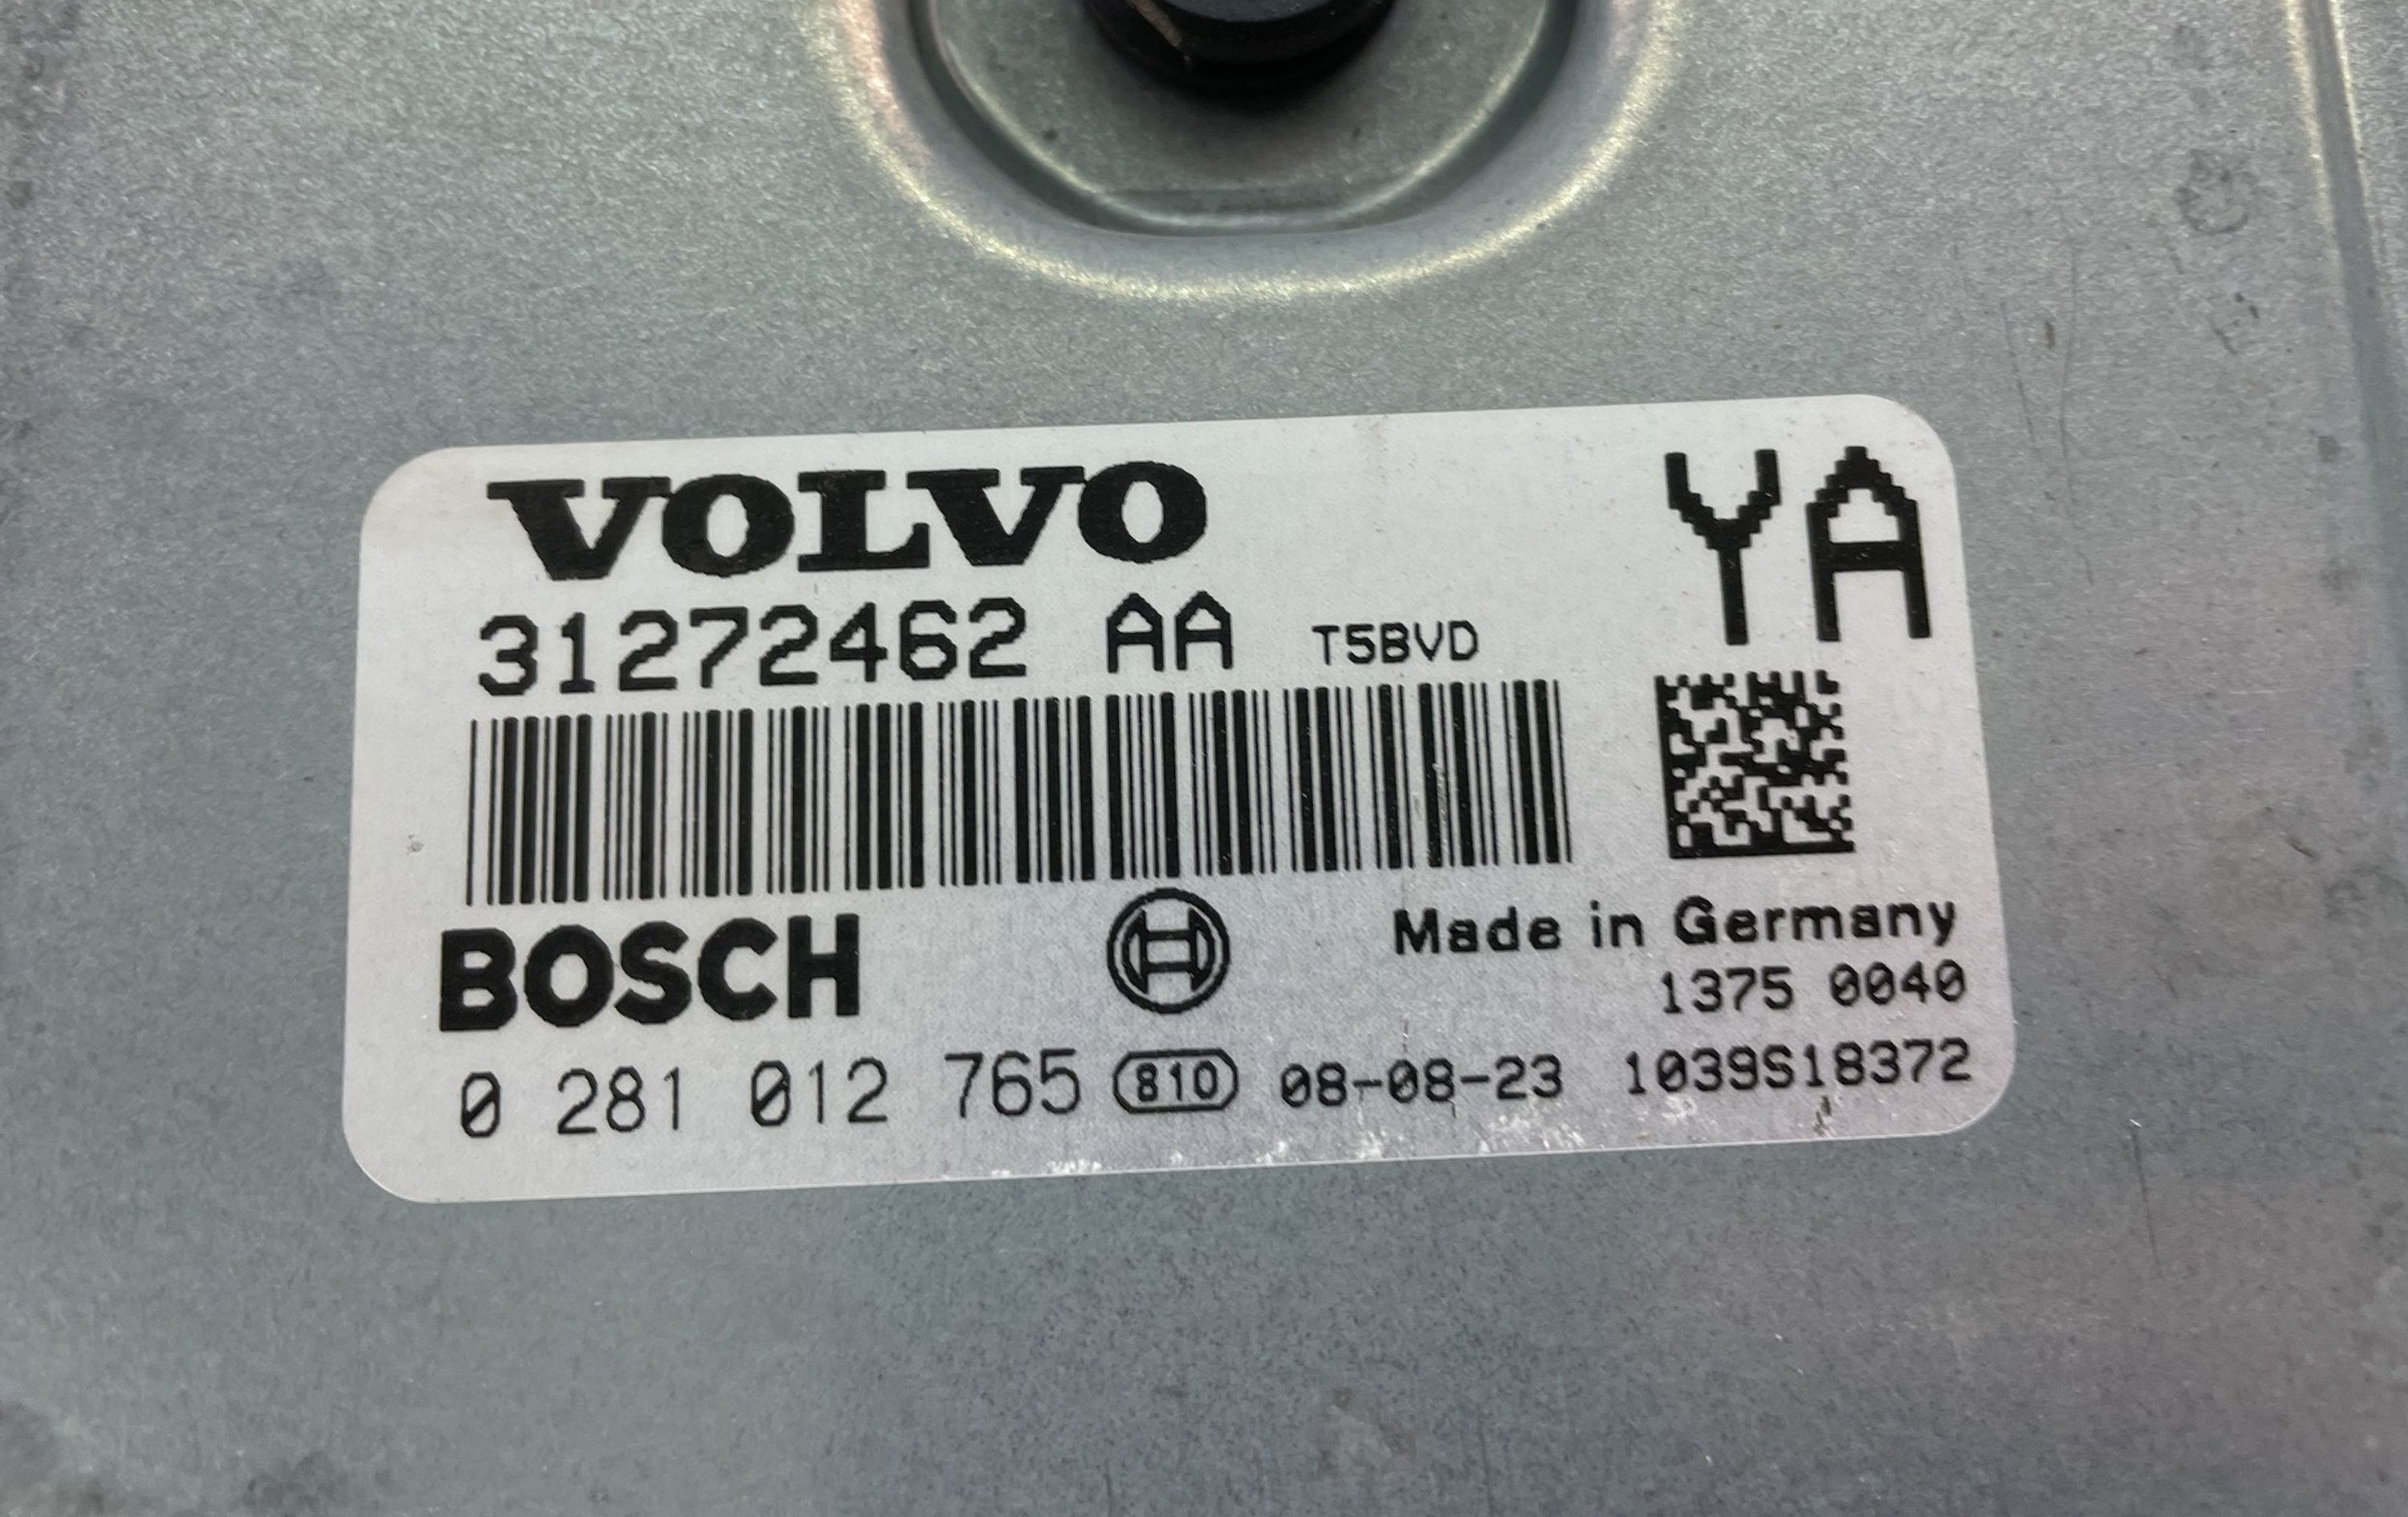 VOLVO YA
31272462 AA T5BVD
BOSCH Made in Germany
1375 0040
0 281 012 765 810 08-08-23 1039S18372